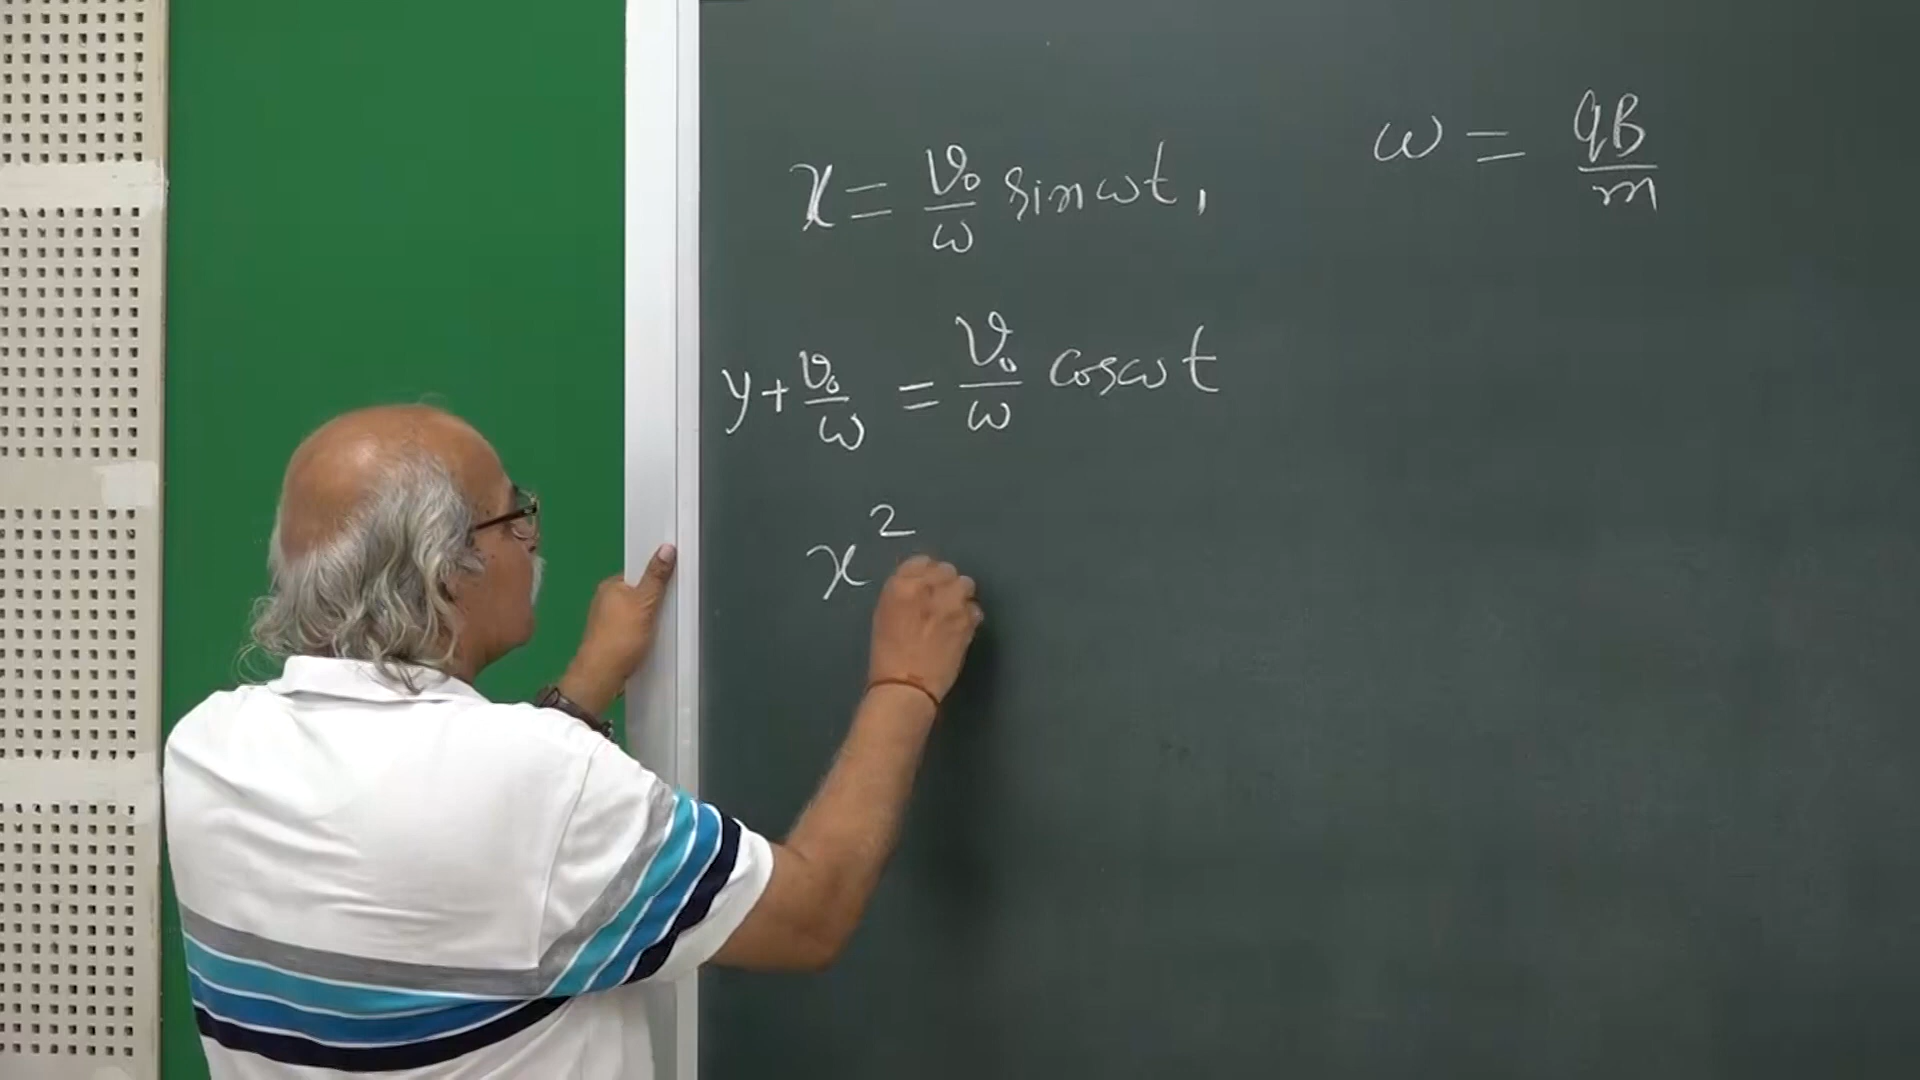 x = v₀/ω sin ωt,
ω = qB/m
y + v₀/ω = v₀/ω cos ωt
x²